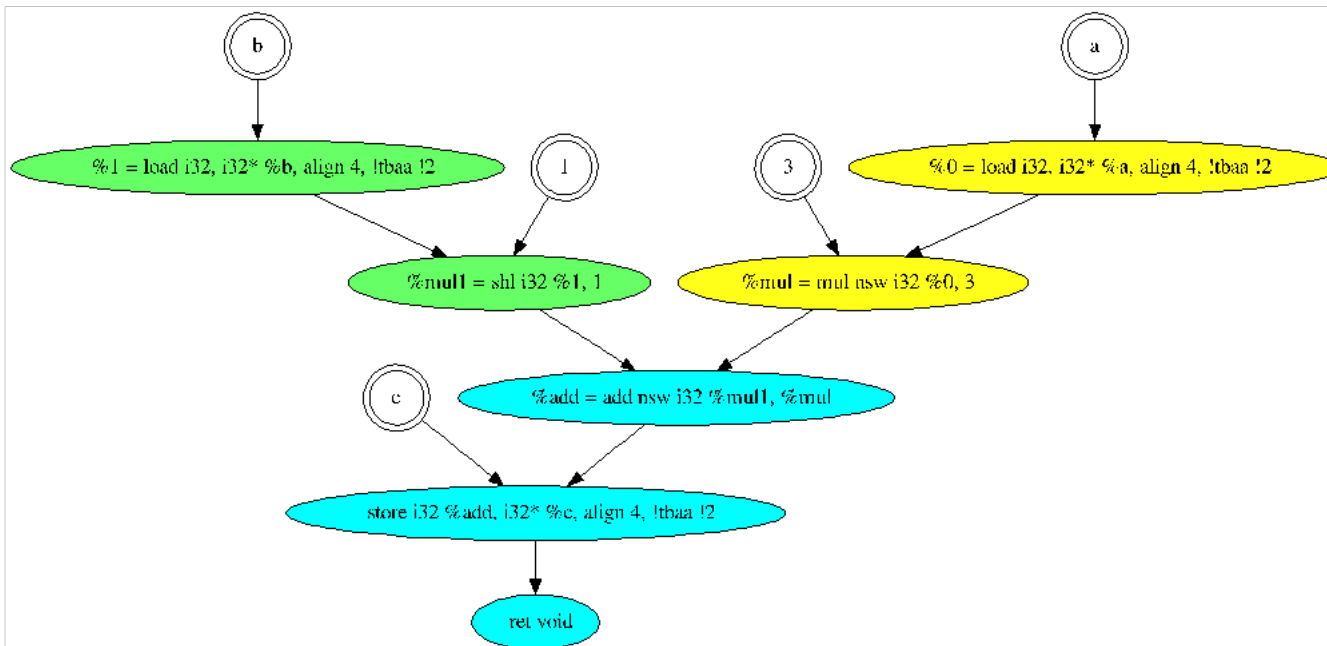 b
a
%1 = load i32, i32* %b, align 4, !tbaa !2
1
3
%0 = load i32, i32* %a, align 4, !tbaa !2
%mul1 = shl i32 %1, 1
%mul = mul nsw i32 %0, 3
c
%add = add nsw i32 %mul1, %mul
store i32 %add, i32* %c, align 4, !tbaa !2
ret void